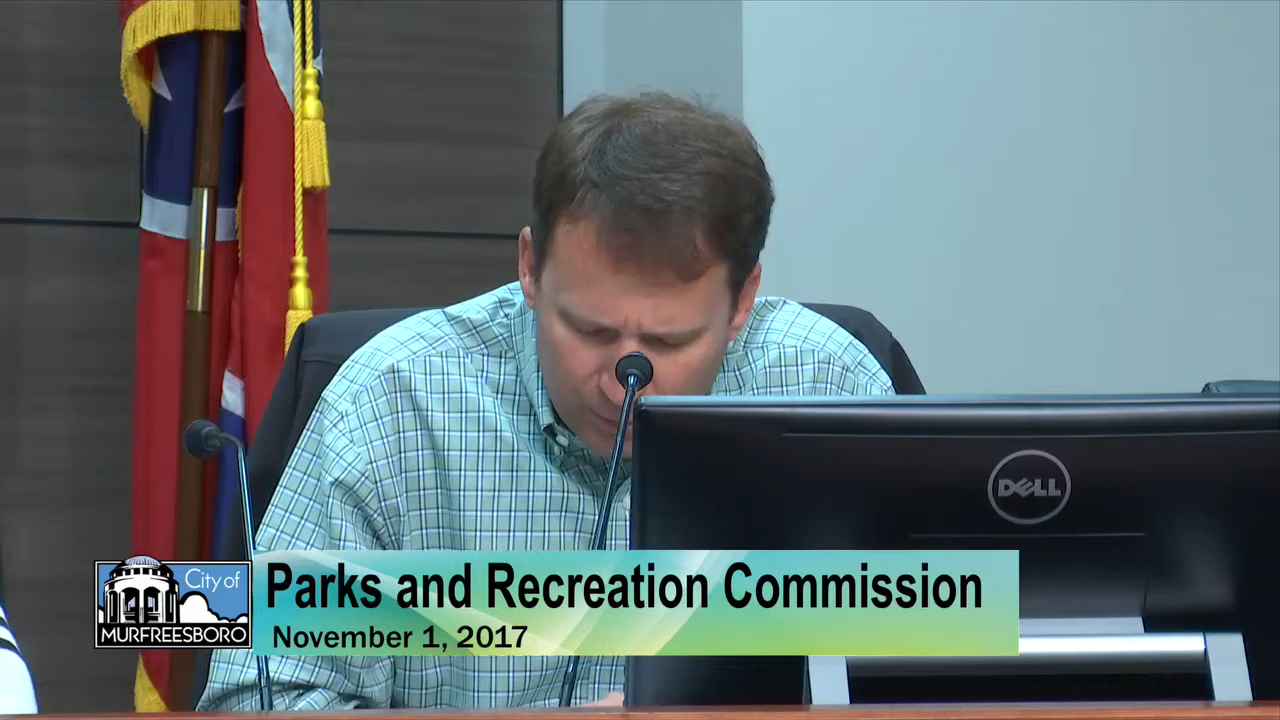 DELL
City of
MURFREESBORO
Parks and Recreation Commission
November 1, 2017